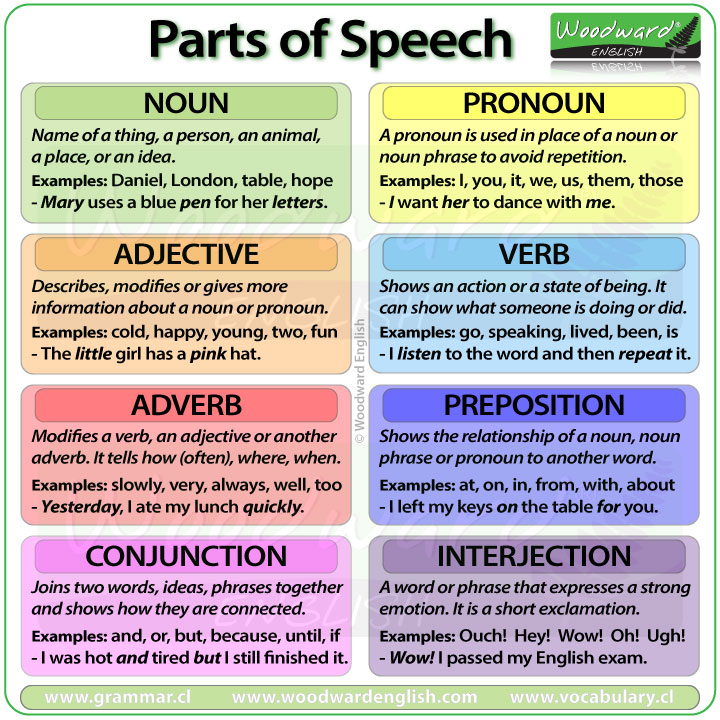 Parts of Speech
Woodward®
ENGLISH
NOUN
Name of a thing, a person, an animal,
a place, or an idea.
Examples: Daniel, London, table, hope
- Mary uses a blue pen for her letters.
PRONOUN
A pronoun is used in place of a noun or
noun phrase to avoid repetition.
Examples: I, you, it, we, us, them, those
- I want her to dance with me.
ADJECTIVE
Describes, modifies or gives more
information about a noun or pronoun.
Examples: cold, happy, young, two, fun
- The little girl has a pink hat.
VERB
Shows an action or a state of being. It
can show what someone is doing or did.
Examples: go, speaking, lived, been, is
- I listen to the word and then repeat it.
ADVERB
Modifies a verb, an adjective or another
adverb. It tells how (often), where, when.
Examples: slowly, very, always, well, too
- Yesterday, I ate my lunch quickly.
PREPOSITION
Shows the relationship of a noun, noun
phrase or pronoun to another word.
Examples: at, on, in, from, with, about
- I left my keys on the table for you.
CONJUNCTION
Joins two words, ideas, phrases together
and shows how they are connected.
Examples: and, or, but, because, until, if
- I was hot and tired but I still finished it.
INTERJECTION
A word or phrase that expresses a strong
emotion. It is a short exclamation.
Examples: Ouch! Hey! Wow! Oh! Ugh!
- Wow! I passed my English exam.
© Woodward English
Woodward
ENGLISH
Woodward
ENGLISH
www.grammar.cl www.woodwardenglish.com www.vocabulary.cl